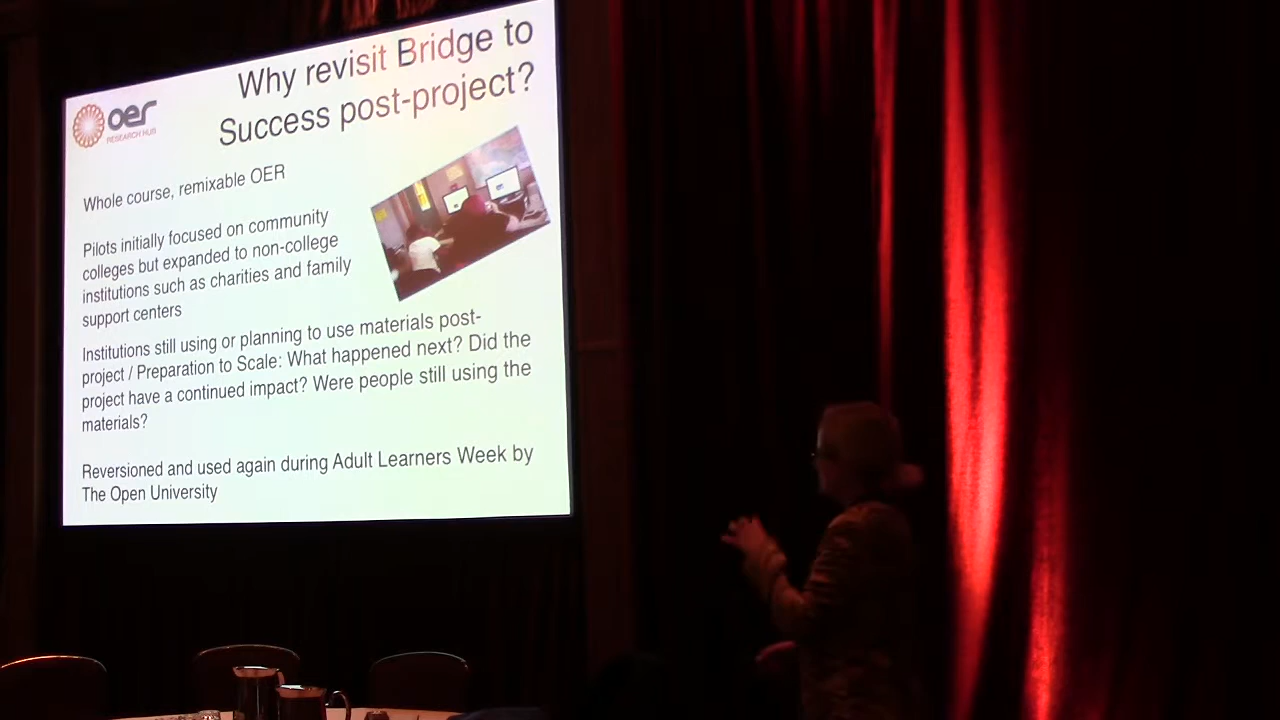 Why revisit Bridge to
Success post-project?
oer
RESEARCH HUB
Whole course, remixable OER
Pilots initially focused on community
colleges but expanded to non-college
institutions such as charities and family
support centers
Institutions still using or planning to use materials post-
project / Preparation to Scale: What happened next? Did the
project have a continued impact? Were people still using the
materials?
Reversioned and used again during Adult Learners Week by
The Open University